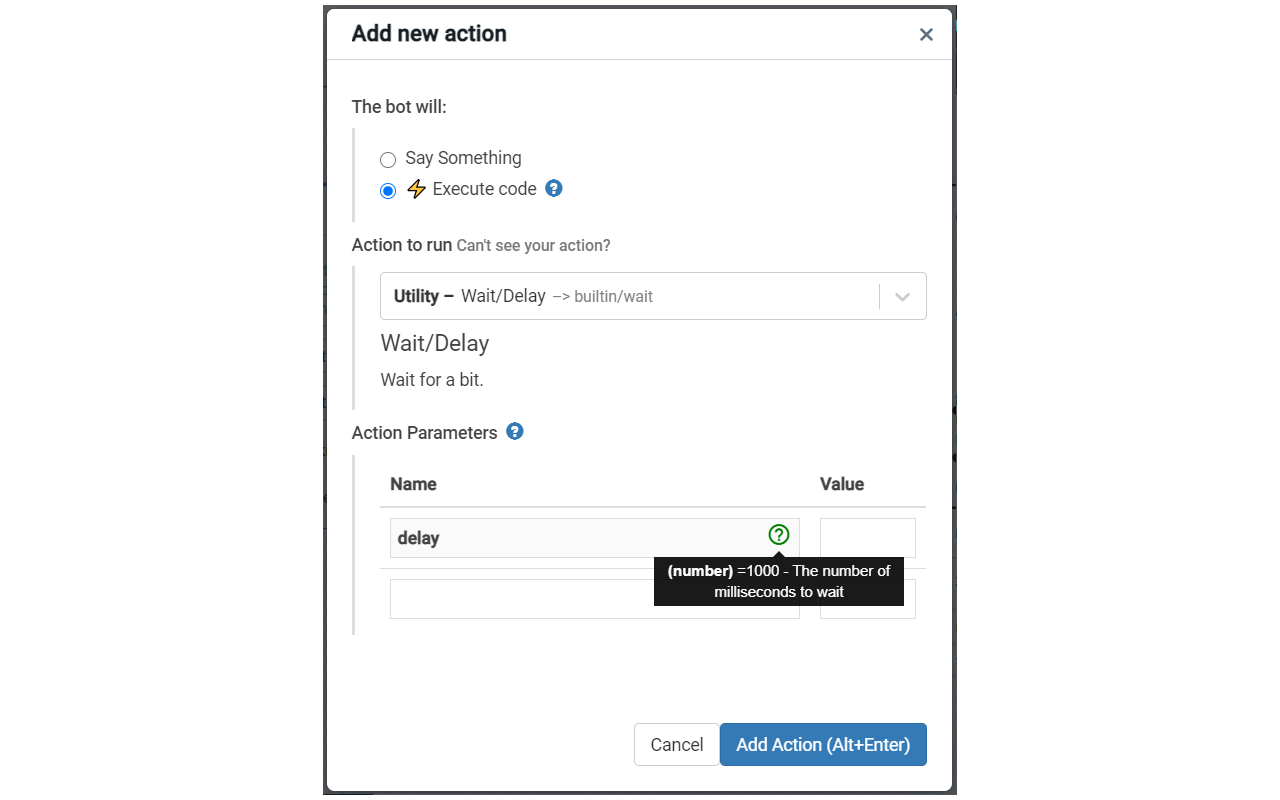 Add new action
The bot will:
Say Something
Execute code
Action to run Can't see your action?
Utility – Wait/Delay –> builtin/wait
Wait/Delay
Wait for a bit.
Action Parameters
Name Value
delay
(number) =1000 - The number of
milliseconds to wait
Cancel Add Action (Alt+Enter)